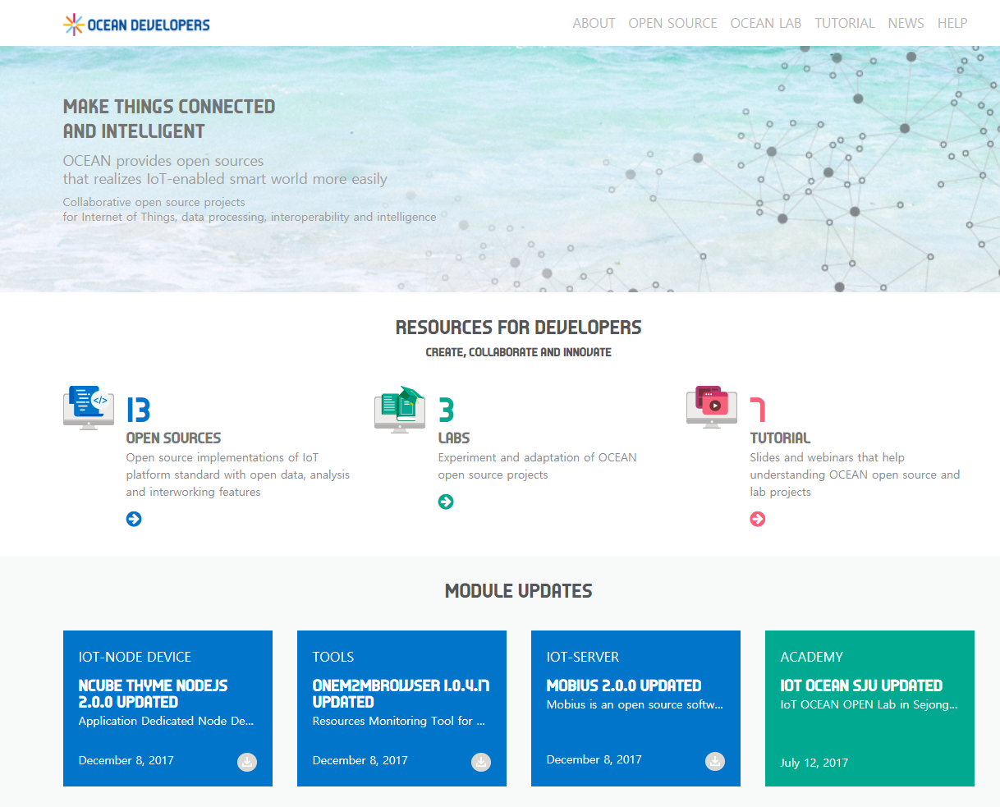 OCEAN DEVELOPERS
ABOUT OPEN SOURCE OCEAN LAB TUTORIAL NEWS HELP
MAKE THINGS CONNECTED
AND INTELLIGENT
OCEAN provides open sources
that realizes IoT-enabled smart world more easily
Collaborative open source projects
for Internet of Things, data processing, interoperability and intelligence
RESOURCES FOR DEVELOPERS
CREATE, COLLABORATE AND INNOVATE
13
OPEN SOURCES
Open source implementations of IoT
platform standard with open data, analysis
and interworking features
3
LABS
Experiment and adaptation of OCEAN
open source projects
7
TUTORIAL
Slides and webinars that help
understanding OCEAN open source and
lab projects
MODULE UPDATES
IOT-NODE DEVICE
NCUBE THYME NODEJS
2.0.0 UPDATED
Application Dedicated Node De...
December 8, 2017
TOOLS
ONEM2MBROWSER 1.0.4.17
UPDATED
Resources Monitoring Tool for ...
December 8, 2017
IOT-SERVER
MOBIUS 2.0.0 UPDATED
Mobius is an open source softw...
December 8, 2017
ACADEMY
IOT OCEAN SJU UPDATED
IoT OCEAN OPEN Lab in Sejong...
July 12, 2017